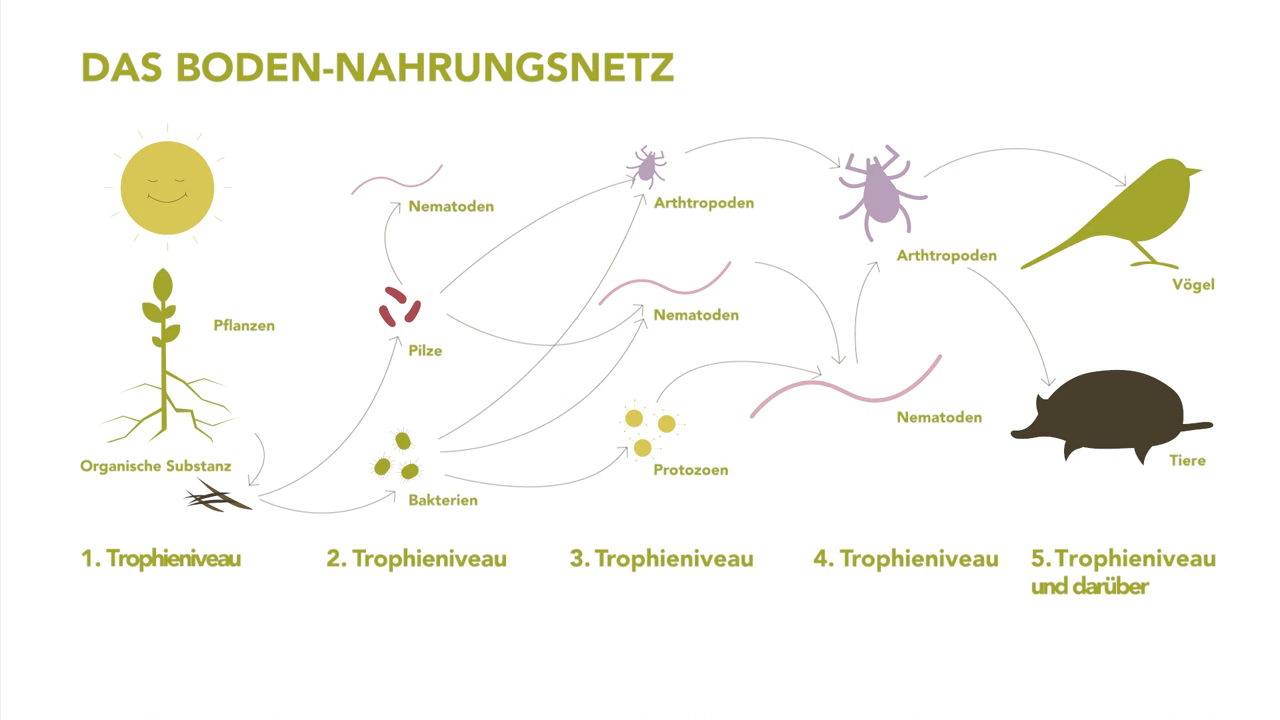 DAS BODEN-NAHRUNGSNETZ
Nematoden
Arthtropoden
Arthtropoden
Vögel
Pflanzen
Nematoden
Pilze
Nematoden
Organische Substanz
Protozoen
Tiere
Bakterien
1. Trophieniveau
2. Trophieniveau
3. Trophieniveau
4. Trophieniveau
5. Trophieniveau
und darüber